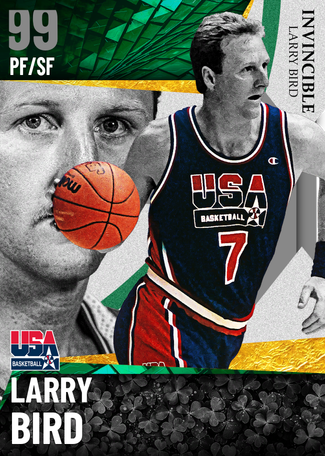 99
PF/SF
INVINCIBLE
LARRY BIRD
USA
BASKETBALL
7
USA
BASKETBALL
LARRY
BIRD